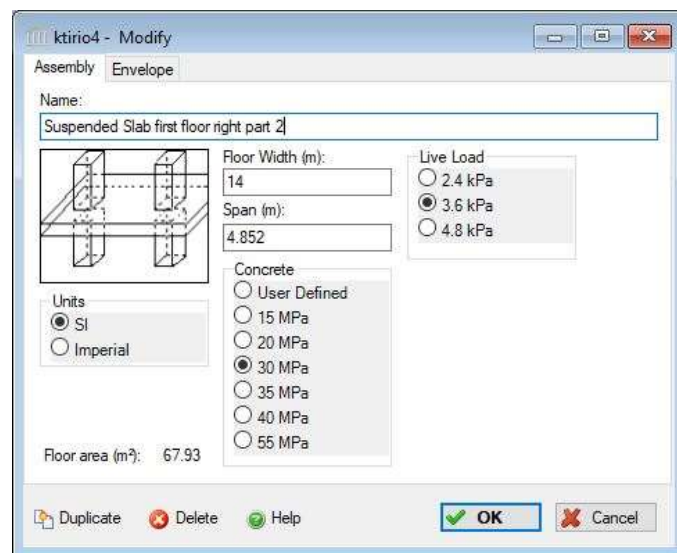 ktirio4 - Modify
Assembly
Envelope
Name:
Suspended Slab first floor right part 2
Floor Width (m):
14
Span (m):
4.852
Live Load
2.4 kPa
3.6 kPa
4.8 kPa
Units
SI
Imperial
Concrete
User Defined
15 MPa
20 MPa
30 MPa
35 MPa
40 MPa
55 MPa
Floor area (m²): 67.93
Duplicate
Delete
Help
OK
Cancel